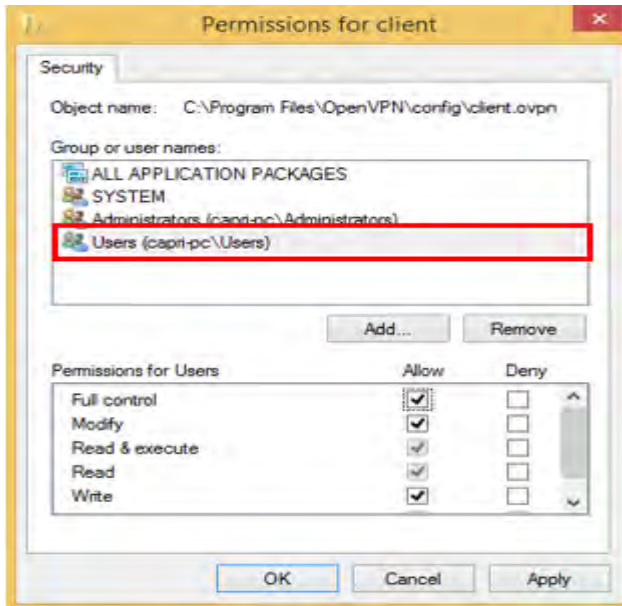 Permissions for client
Security
Object name: C:\Program Files\OpenVPN\config\client.ovpn
Group or user names:
ALL APPLICATION PACKAGES
SYSTEM
Administrators (capri-pc\Administrators)
Users (capri-pc\Users)
Add... Remove
Permissions for Users Allow Deny
Full control
Modify
Read & execute
Read
Write
OK Cancel Apply